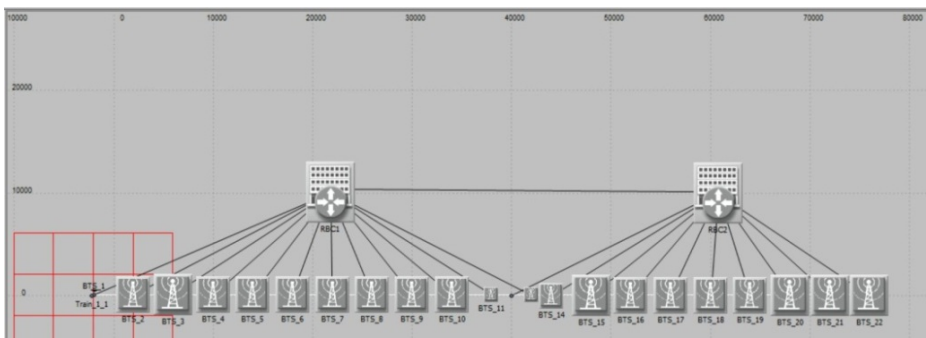 10000 0 10000 20000 30000 40000 50000 60000 70000 80000
20000
10000
RBC1 RBC2
BTS_1
0
Train_1_1
BTS_2 BTS_3 BTS_4 BTS_5 BTS_6 BTS_7 BTS_8 BTS_9 BTS_10 BTS_11 BTS_14 BTS_15 BTS_16 BTS_17 BTS_18 BTS_19 BTS_20 BTS_21 BTS_22